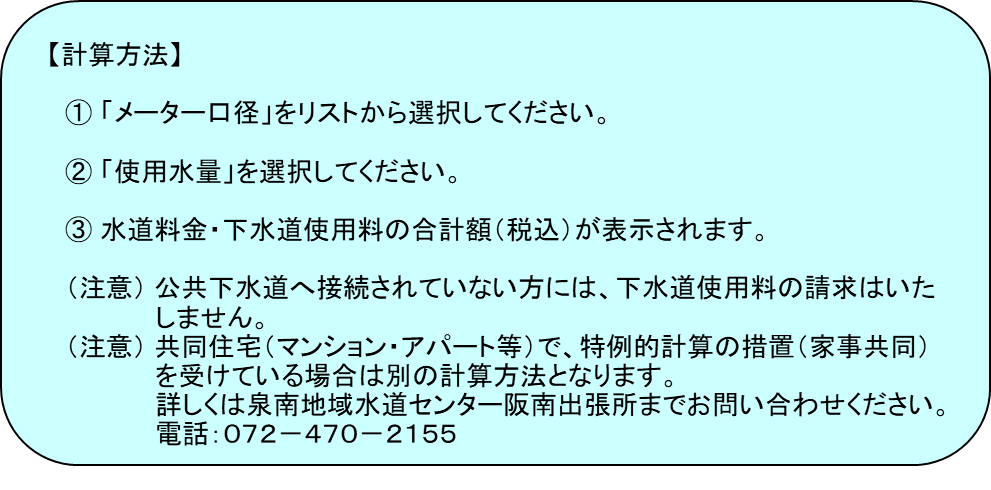 【計算方法】
① 「メーター口径」をリストから選択してください。
② 「使用水量」を選択してください。
③ 水道料金・下水道使用料の合計額（税込）が表示されます。
（注意） 公共下水道へ接続されていない方には、下水道使用料の請求はいた
しません。
（注意） 共同住宅（マンション・アパート等）で、特例的計算の措置（家事共同）
を受けている場合は別の計算方法となります。
詳しくは泉南地域水道センター阪南出張所までお問い合わせください。
電話：０７２－４７０－２１５５